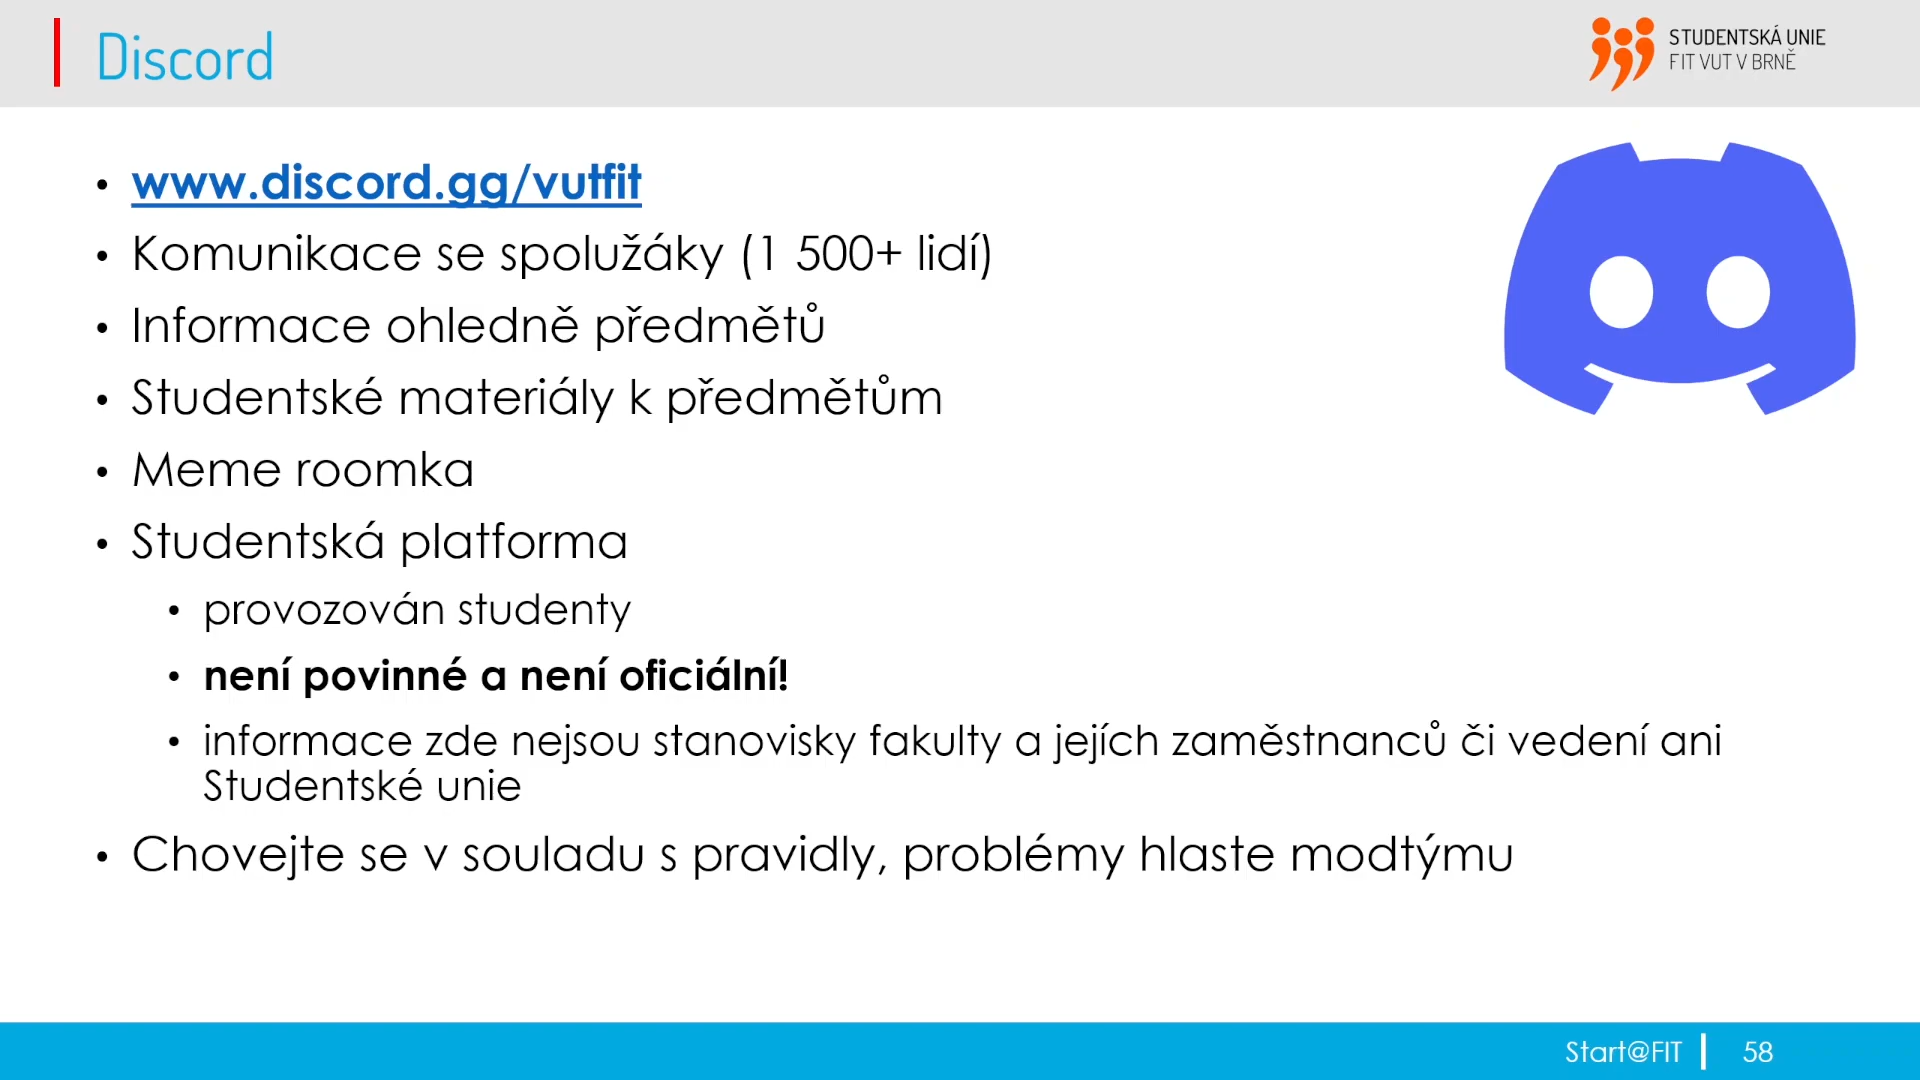 Discord
STUDENTSKÁ UNIE
FIT VUT V BRNĚ
• www.discord.gg/vutfit
• Komunikace se spolužáky (1 500+ lidí)
• Informace ohledně předmětů
• Studentské materiály k předmětům
• Meme roomka
• Studentská platforma
• provozován studenty
• není povinné a není oficiální!
• informace zde nejsou stanovisky fakulty a jejích zaměstnanců či vedení ani
Studentské unie
• Chovejte se v souladu s pravidly, problémy hlaste modtýmu
Start@FIT | 58